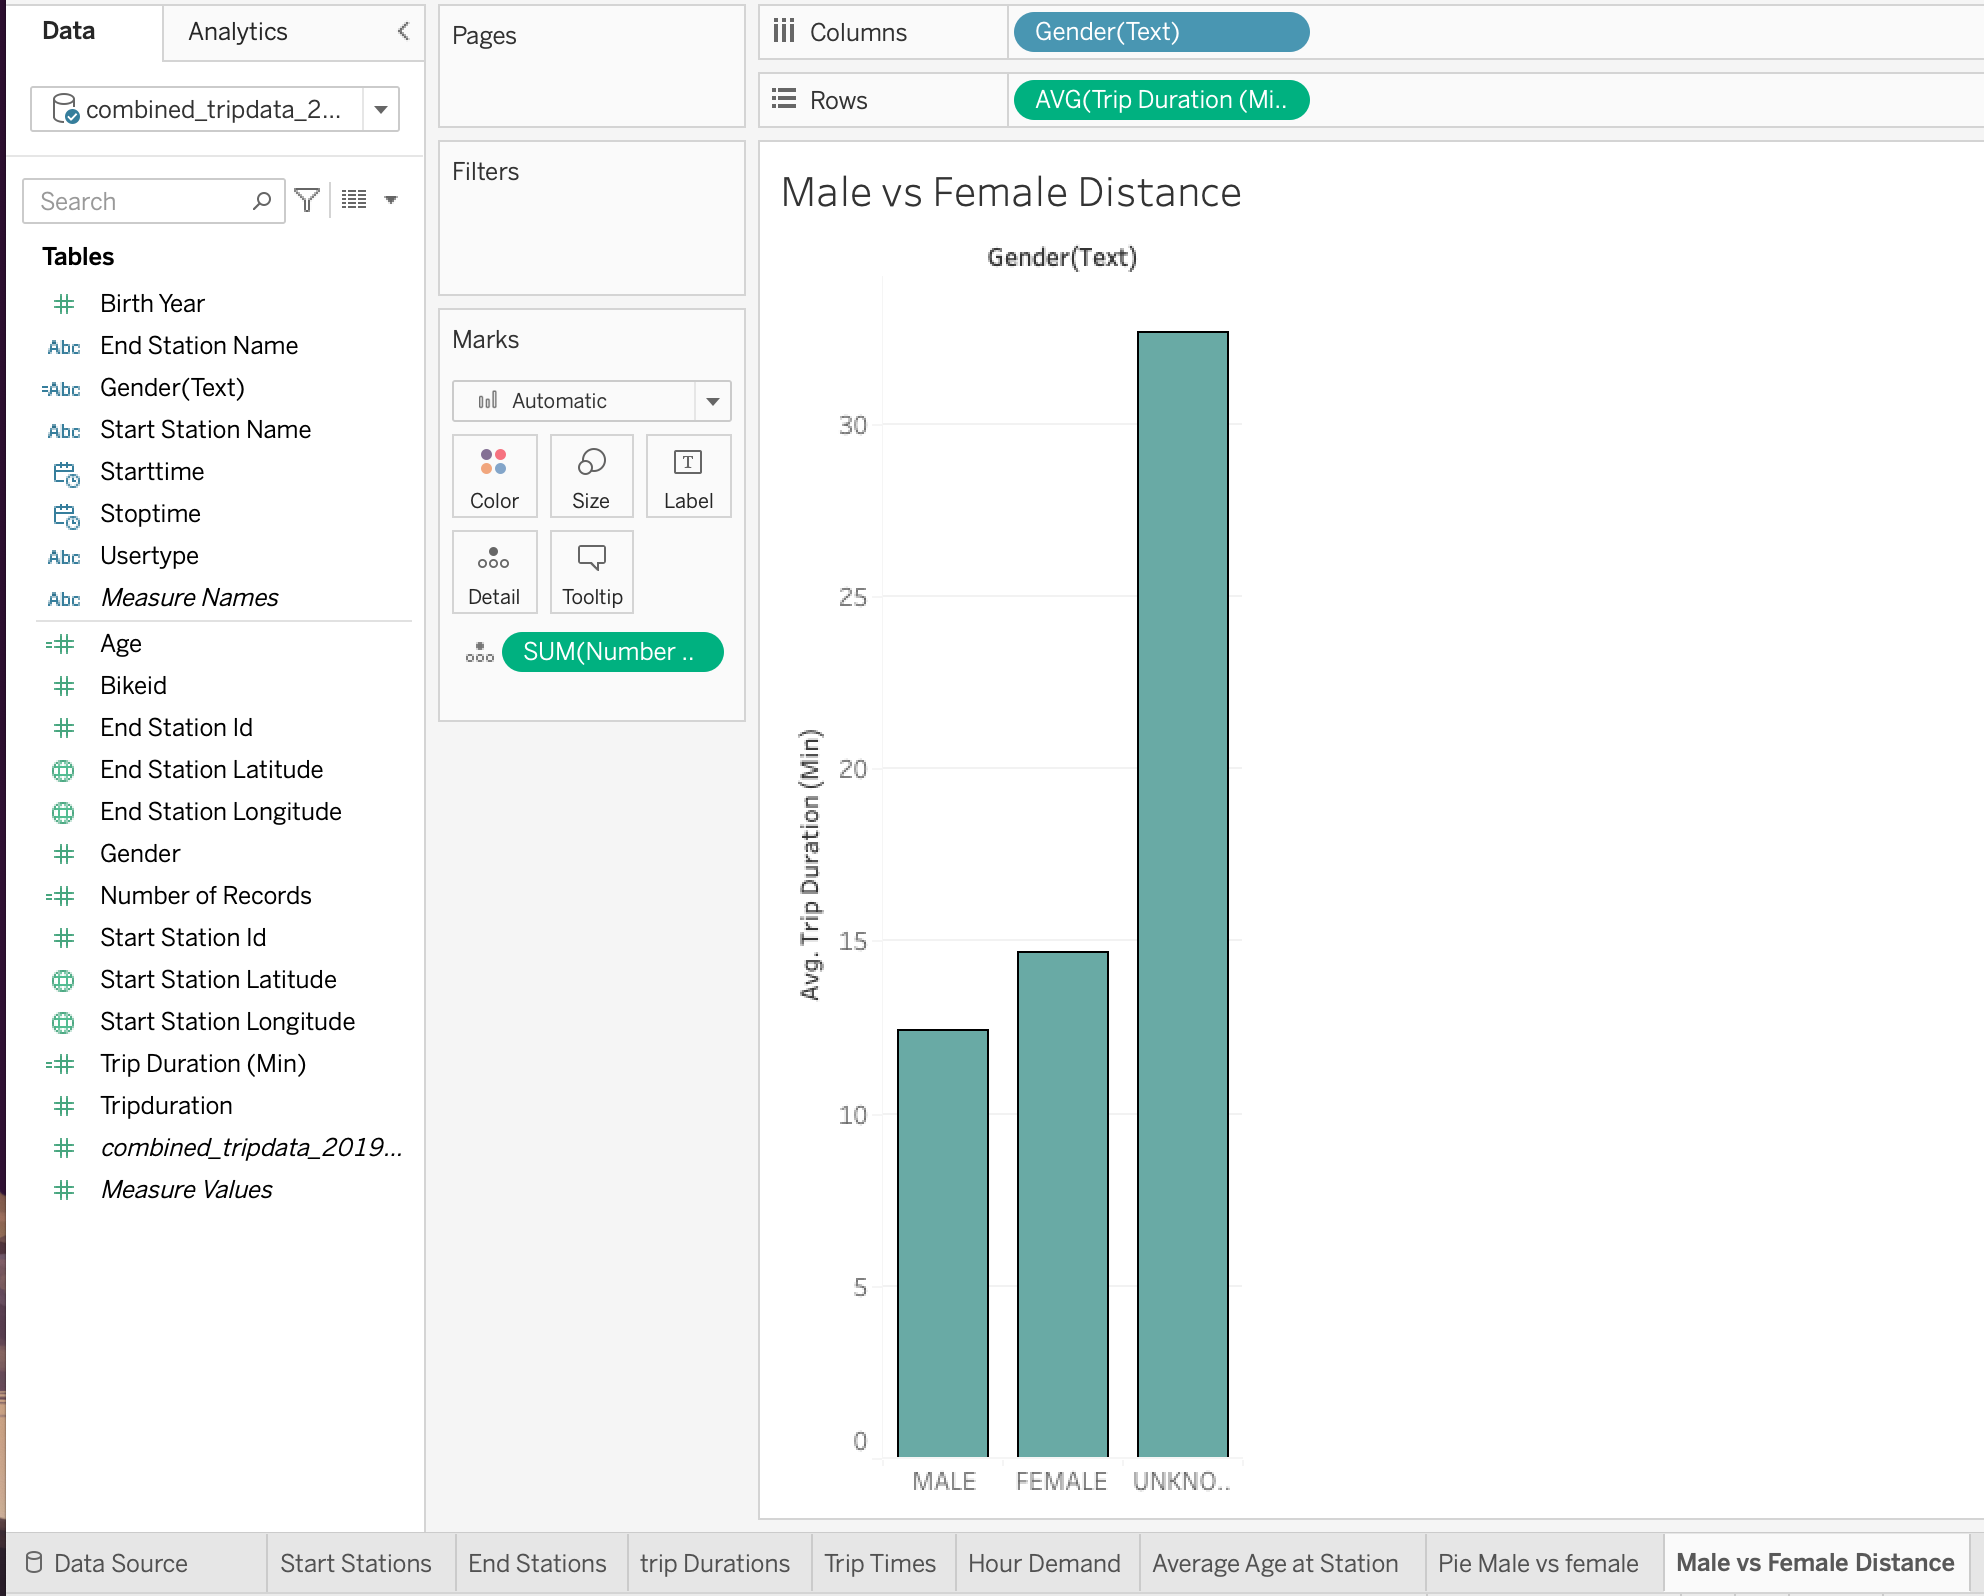 Data
Analytics
combined_tripdata_2...
Search
Tables
Birth Year
Abc End Station Name
=Abc Gender(Text)
Abc Start Station Name
Starttime
Stoptime
Abc Usertype
Abc Measure Names
Age
Bikeid
End Station Id
End Station Latitude
End Station Longitude
Gender
Number of Records
Start Station Id
Start Station Latitude
Start Station Longitude
Trip Duration (Min)
Tripduration
combined_tripdata_2019...
Measure Values
Pages
Filters
Marks
Automatic
Color
Size
T
Label
Detail
Tooltip
SUM(Number ..
Columns
Gender(Text)
Rows
AVG(Trip Duration (Mi..
Male vs Female Distance
Gender(Text)
Avg. Trip Duration (Min)
30
25
20
15
10
5
0
MALE
FEMALE
UNKNO..
Data Source
Start Stations
End Stations
trip Durations
Trip Times
Hour Demand
Average Age at Station
Pie Male vs female
Male vs Female Distance